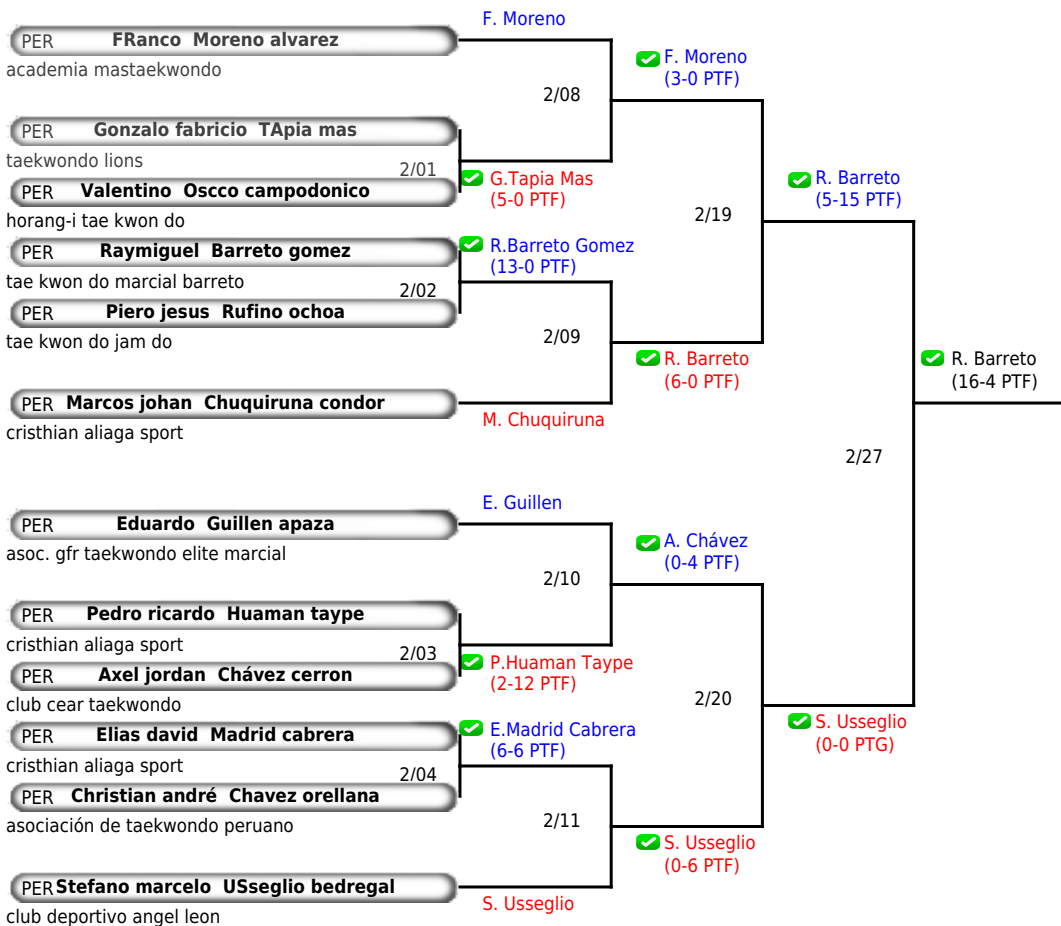 F. Moreno
PER FRanco Moreno alvarez
academia mastaekwondo
2/08
F. Moreno
(3-0 PTF)
PER Gonzalo fabricio TApia mas
taekwondo lions
2/01
G.Tapia Mas
(5-0 PTF)
PER Valentino Oscco campodonico
horang-i tae kwon do
2/19
R. Barreto
(5-15 PTF)
PER Raymiguel Barreto gomez
tae kwon do marcial barreto
R.Barreto Gomez
(13-0 PTF)
2/02
PER Piero jesus Rufino ochoa
tae kwon do jam do
2/09
R. Barreto
(6-0 PTF)
R. Barreto
(16-4 PTF)
PER Marcos johan Chuquiruna condor
cristhian aliaga sport
M. Chuquiruna
2/27
E. Guillen
PER Eduardo Guillen apaza
asoc. gfr taekwondo elite marcial
A. Chávez
(0-4 PTF)
2/10
PER Pedro ricardo Huaman taype
cristhian aliaga sport
2/03
P.Huaman Taype
(2-12 PTF)
PER Axel jordan Chávez cerron
club cear taekwondo
2/20
S. Usseglio
(0-0 PTG)
PER Elias david Madrid cabrera
cristhian aliaga sport
E.Madrid Cabrera
(6-6 PTF)
2/04
PER Christian andré Chavez orellana
asociación de taekwondo peruano
2/11
S. Usseglio
(0-6 PTF)
PER Stefano marcelo USseglio bedregal
club deportivo angel leon
S. Usseglio